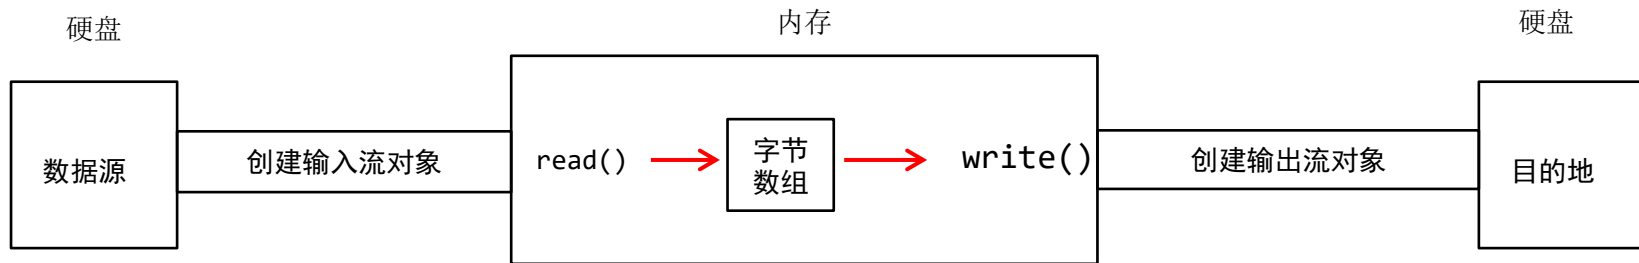 硬盘
内存
硬盘
数据源
创建输入流对象
read()
字节
数组
write()
创建输出流对象
目的地